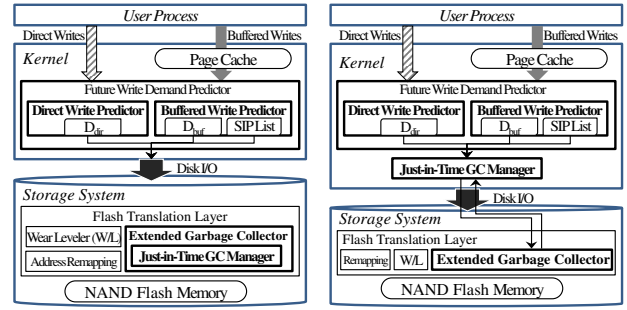 User Process
Direct Writes
Buffered Writes
Kernel
Page Cache
Future Write Demand Predictor
Direct Write Predictor
Buffered Write Predictor
Ddir
Dbuf
SIP List
Disk I/O
Storage System
Flash Translation Layer
Wear Leveler (W/L)
Extended Garbage Collector
Address Remapping
Just-in-Time GC Manager
NAND Flash Memory
User Process
Direct Writes
Buffered Writes
Kernel
Page Cache
Future Write Demand Predictor
Direct Write Predictor
Buffered Write Predictor
Ddir
Dbuf
SIP List
Just-in-Time GC Manager
Disk I/O
Storage System
Flash Translation Layer
Remapping
W/L
Extended Garbage Collector
NAND Flash Memory